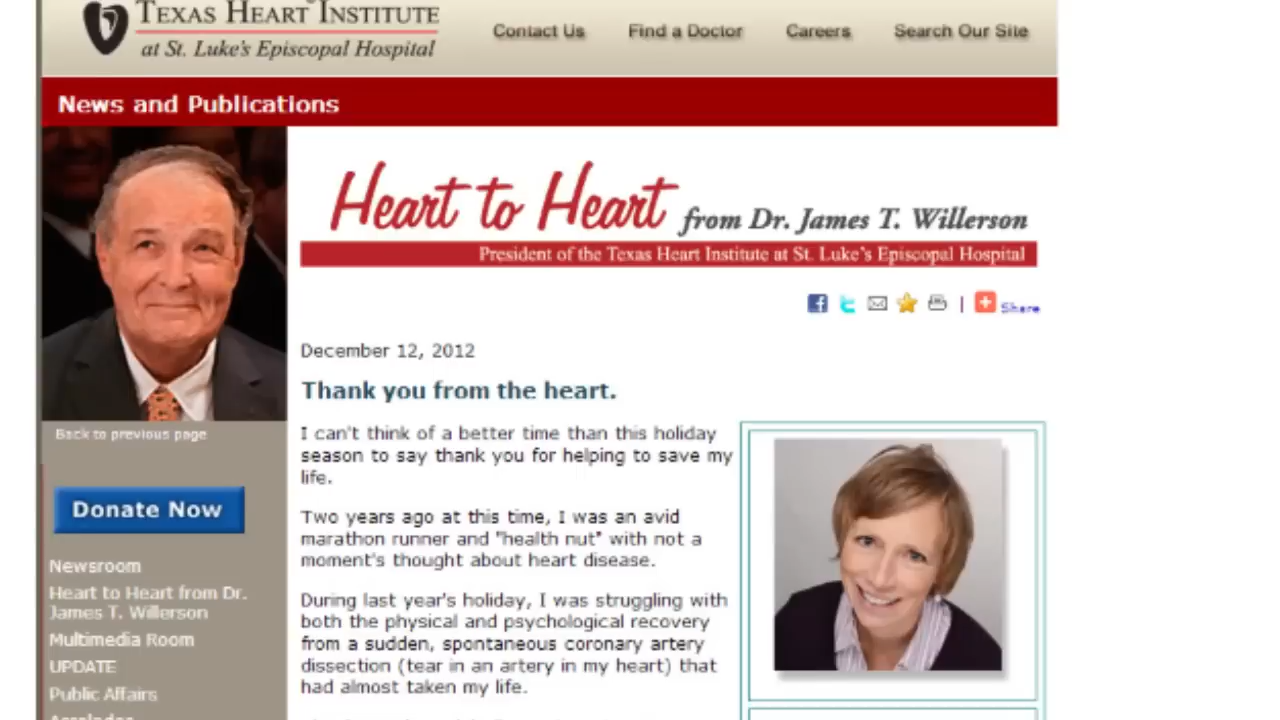 TEXAS HEART INSTITUTE
at St. Luke's Episcopal Hospital
Contact Us
Find a Doctor
Careers
Search Our Site
News and Publications
Heart to Heart from Dr. James T. Willerson
President of the Texas Heart Institute at St. Luke's Episcopal Hospital
Share
Back to previous page
Donate Now
Newsroom
Heart to Heart from Dr.
James T. Willerson
Multimedia Room
UPDATE
Public Affairs
December 12, 2012
Thank you from the heart.
I can't think of a better time than this holiday
season to say thank you for helping to save my
life.
Two years ago at this time, I was an avid
marathon runner and "health nut" with not a
moment's thought about heart disease.
During last year's holiday, I was struggling with
both the physical and psychological recovery
from a sudden, spontaneous coronary artery
dissection (tear in an artery in my heart) that
had almost taken my life.